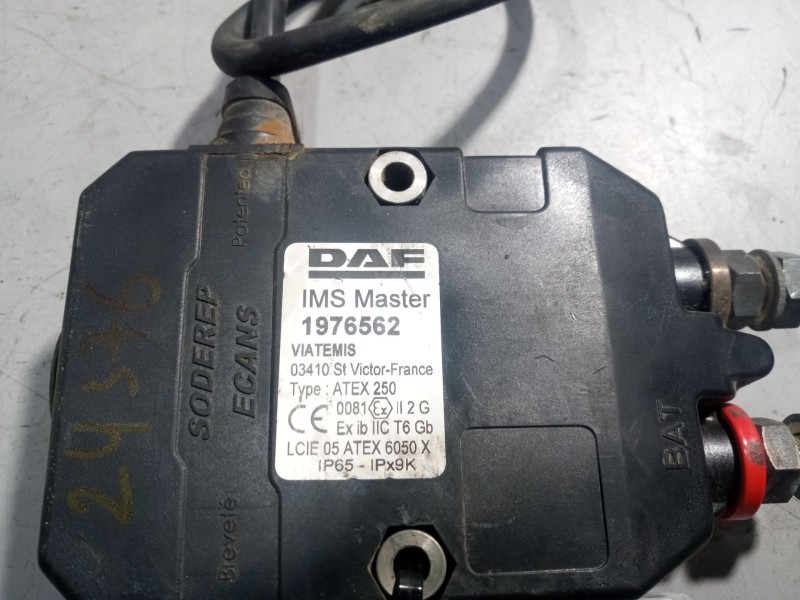 DAF
IMS Master
1976562
VIATEMIS
03410 St Victor-France
Type : ATEX 250
CE 0081 Ex II 2 G
Ex ib IIC T6 Gb
LCIE 05 ATEX 6050 X
IP65 - IPx9K
SODEREP
ECANS
Patented
Breveté
BAT
24376